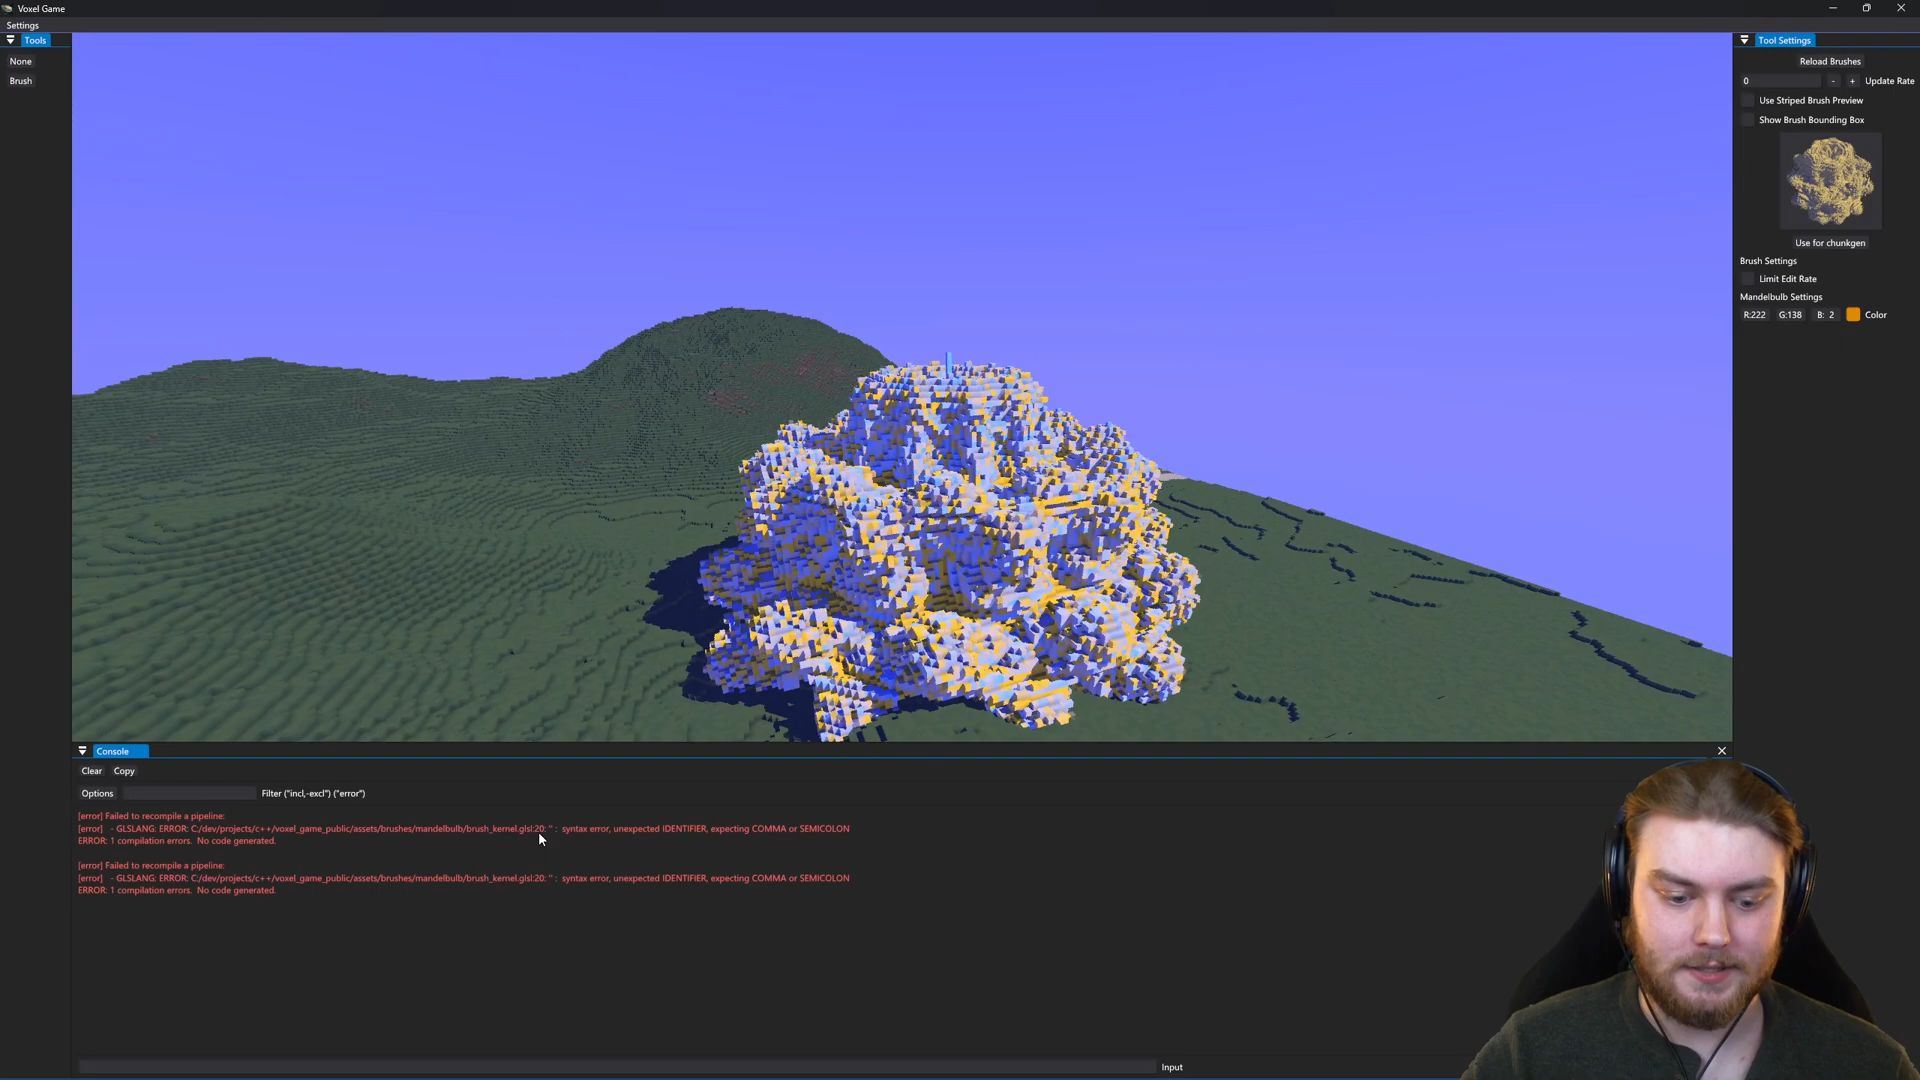 Voxel Game
Settings
Tools
None
Brush
Tool Settings
Reload Brushes
0 - + Update Rate
Use Striped Brush Preview
Show Brush Bounding Box
Use for chunkgen
Brush Settings
Limit Edit Rate
Mandelbulb Settings
R:222 G:138 B: 2 Color
Console
Clear Copy
Options Filter ("incl,-excl") ("error")
[error] Failed to recompile a pipeline:
[error] - GLSLANG: ERROR: C:/dev/projects/c++/voxel_game_public/assets/brushes/mandelbulb/brush_kernel.glsl:20: '' : syntax error, unexpected IDENTIFIER, expecting COMMA or SEMICOLON
ERROR: 1 compilation errors. No code generated.
[error] Failed to recompile a pipeline:
[error] - GLSLANG: ERROR: C:/dev/projects/c++/voxel_game_public/assets/brushes/mandelbulb/brush_kernel.glsl:20: '' : syntax error, unexpected IDENTIFIER, expecting COMMA or SEMICOLON
ERROR: 1 compilation errors. No code generated.
Input